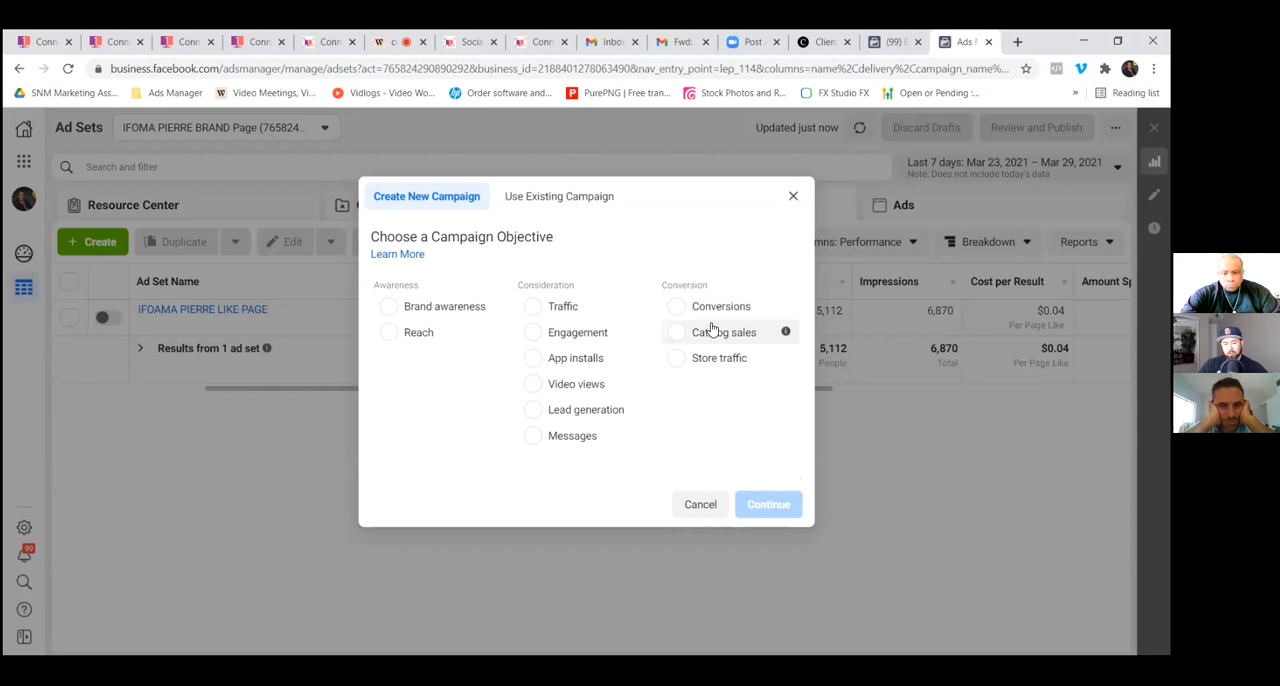 Conn
Conn
Conn
Conn
Conn
Socia
Conn
Inbox
Fwd:
Post
Clien
(99)
Ads
business.facebook.com/adsmanager/manage/adsets?act=765824290890292&business_id=2188401278063490&nav_entry_point=lep_114&columns=name%2Cdelivery%2Ccampaign_name%...
SNM Marketing Ass...
Ads Manager
Video Meetings, Vi...
Vidlogs - Video Wo...
Order software and...
PurePNG | Free tran...
Stock Photos and R...
FX Studio FX
Open or Pending :...
»
Reading list
Ad Sets
IFOMA PIERRE BRAND Page (765824...
Updated just now
Discard Drafts
Review and Publish
Search and filter
Last 7 days: Mar 23, 2021 – Mar 29, 2021
Note: Does not include today's data
Resource Center
Ads
+ Create
Duplicate
Edit
mns: Performance
Breakdown
Reports
Create New Campaign
Use Existing Campaign
Choose a Campaign Objective
Learn More
Awareness
Brand awareness
Reach
Consideration
Traffic
Engagement
App installs
Video views
Lead generation
Messages
Conversion
Conversions
Catalog sales
Store traffic
Cancel
Continue
Ad Set Name
Impressions
Cost per Result
Amount Sp
IFOAMA PIERRE LIKE PAGE
5,112
6,870
$0.04
Per Page Like
Results from 1 ad set
5,112
People
6,870
Total
$0.04
Per Page Like
99